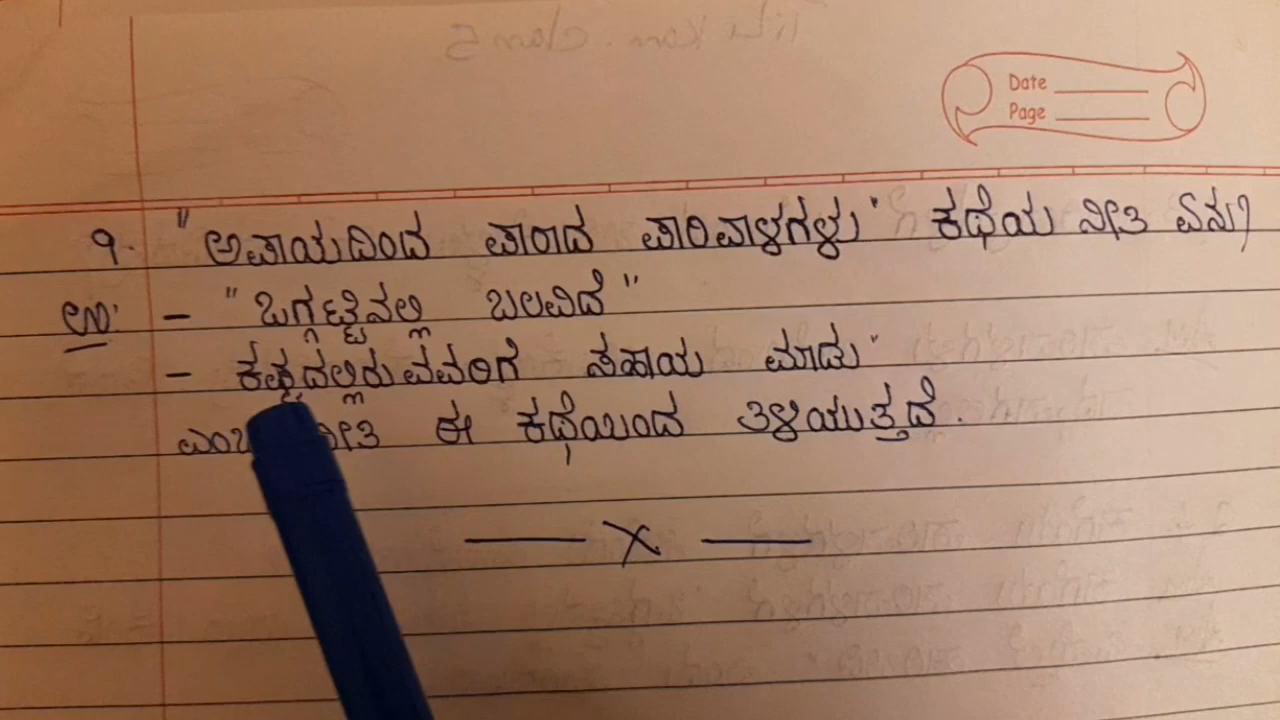 Date
Page
೧. "ಅಪಾಯದಿಂದ ಪಾರಾದ ಪಾರಿವಾಳಗಳು" ಕಥೆಯ ನೀತಿ ಏನು?
ಉ: - "ಒಗ್ಗಟ್ಟಿನಲ್ಲಿ ಬಲವಿದೆ"
- ಕಷ್ಟದಲ್ಲಿರುವವರಿಗೆ ಸಹಾಯ ಮಾಡು"
ನೀತಿ ಈ ಕಥೆಯಿಂದ ತಿಳಿಯುತ್ತದೆ.
— x —